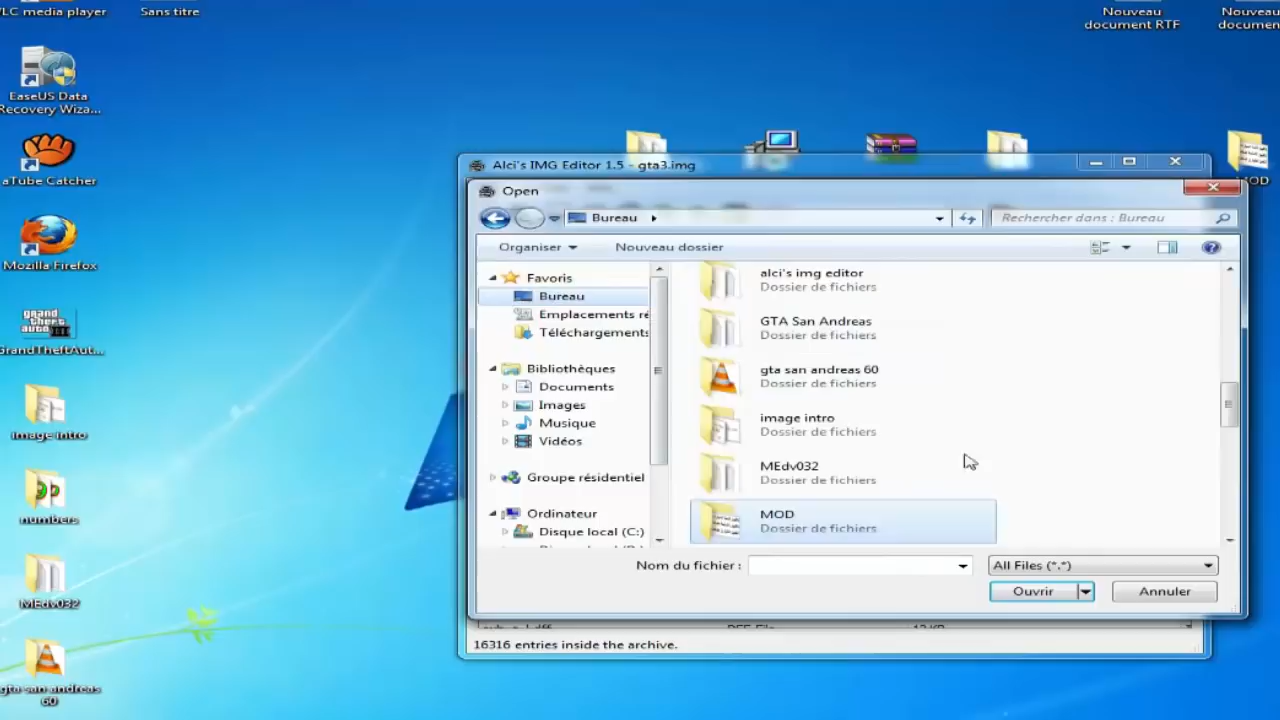 VLC media player
Sans titre
Nouveau
document RTF
Nouveau
documen
EaseUS Data
Recovery Wiza...
aTube Catcher
Mozilla Firefox
grand
theft
auto
GrandTheftAut...
image intro
numbers
MEdv032
gta san andreas
60
MOD
Alci's IMG Editor 1.5 - gta3.img
Open
Bureau
Rechercher dans : Bureau
Organiser
Nouveau dossier
Favoris
Bureau
Emplacements ré
Téléchargements
Bibliothèques
Documents
Images
Musique
Vidéos
Groupe résidentiel
Ordinateur
Disque local (C:)
alci's img editor
Dossier de fichiers
GTA San Andreas
Dossier de fichiers
gta san andreas 60
Dossier de fichiers
image intro
Dossier de fichiers
MEdv032
Dossier de fichiers
MOD
Dossier de fichiers
Nom du fichier :
All Files (*.*)
Ouvrir
Annuler
16316 entries inside the archive.